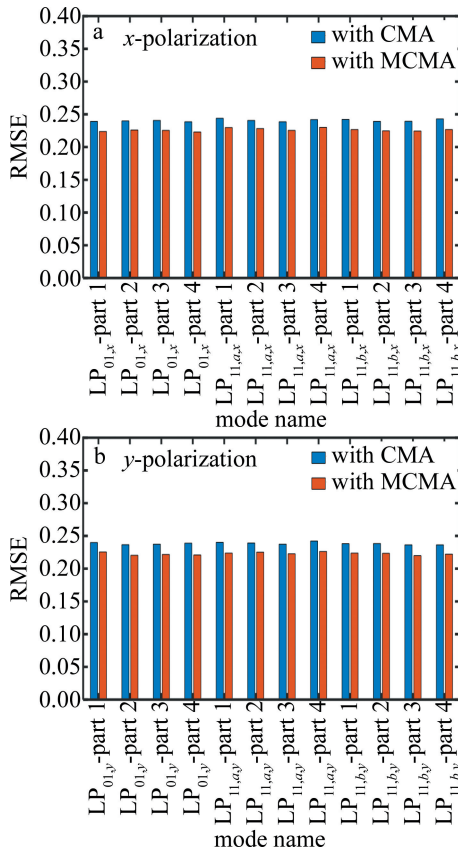 a
x-polarization
with CMA
with MCMA
RMSE
0.40
0.35
0.30
0.25
0.20
0.15
0.10
0.05
0.00
LP01,x-part 1
LP01,x-part 2
LP01,x-part 3
LP01,x-part 4
LP11,a,x-part 1
LP11,a,x-part 2
LP11,a,x-part 3
LP11,a,x-part 4
LP11,b,x-part 1
LP11,b,x-part 2
LP11,b,x-part 3
LP11,b,x-part 4
mode name
b
y-polarization
with CMA
with MCMA
RMSE
0.40
0.35
0.30
0.25
0.20
0.15
0.10
0.05
0.00
LP01,y-part 1
LP01,y-part 2
LP01,y-part 3
LP01,y-part 4
LP11,a,y-part 1
LP11,a,y-part 2
LP11,a,y-part 3
LP11,a,y-part 4
LP11,b,y-part 1
LP11,b,y-part 2
LP11,b,y-part 3
LP11,b,y-part 4
mode name